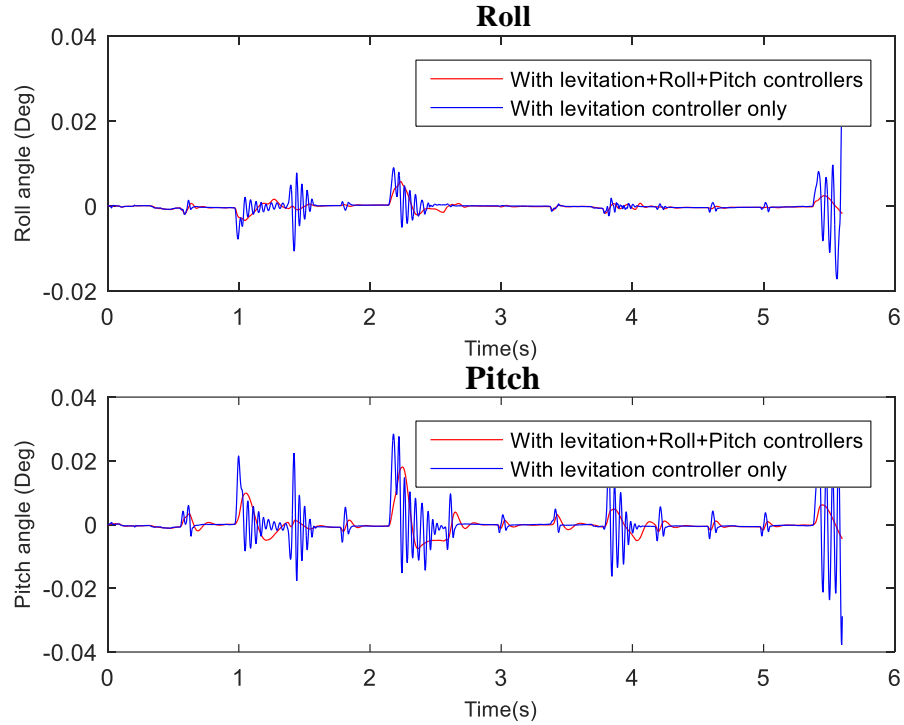 Roll
0.04
0.02
0
-0.02
Roll angle (Deg)
With levitation+Roll+Pitch controllers
With levitation controller only
0 1 2 3 4 5 6
Time(s)
Pitch
0.04
0.02
0
-0.02
-0.04
Pitch angle (Deg)
With levitation+Roll+Pitch controllers
With levitation controller only
0 1 2 3 4 5 6
Time(s)